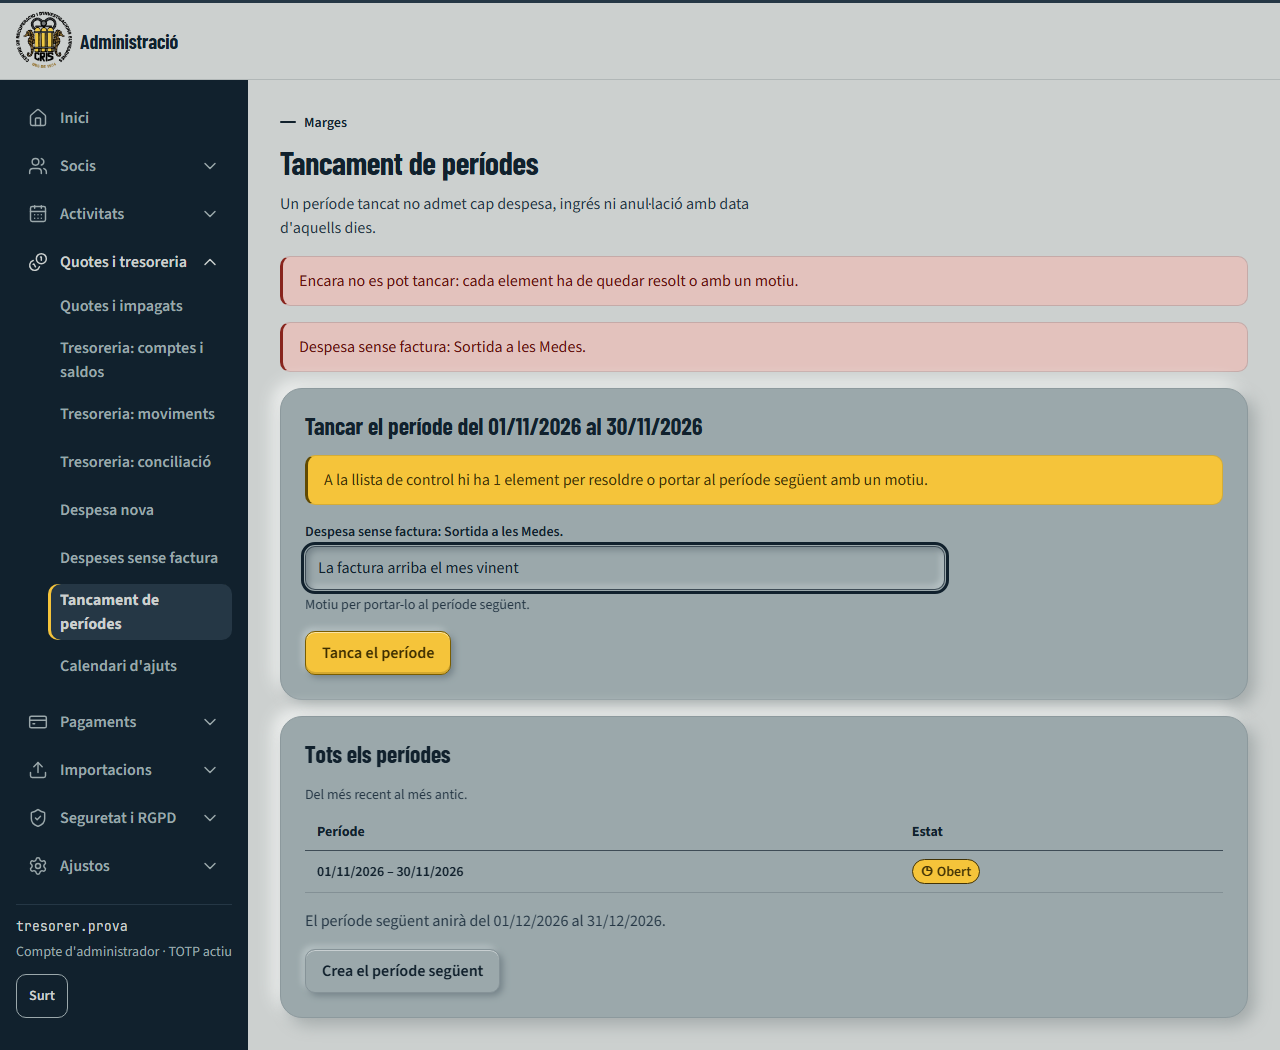 CRIS
Administració
Inici
Socis
Activitats
Quotes i tresoreria
Quotes i impagats
Tresoreria: comptes i
saldos
Tresoreria: moviments
Tresoreria: conciliació
Despesa nova
Despeses sense factura
Tancament de
períodes
Calendari d'ajuts
Pagaments
Importacions
Seguretat i RGPD
Ajustos
tresorer.prova
Compte d'administrador · TOTP actiu
Surt
Marges
Tancament de períodes
Un període tancat no admet cap despesa, ingrés ni anul·lació amb data
d'aquells dies.
Encara no es pot tancar: cada element ha de quedar resolt o amb un motiu.
Despesa sense factura: Sortida a les Medes.
Tancar el període del 01/11/2026 al 30/11/2026
A la llista de control hi ha 1 element per resoldre o portar al període següent amb un motiu.
Despesa sense factura: Sortida a les Medes.
La factura arriba el mes vinent
Motiu per portar-lo al període següent.
Tanca el període
Tots els períodes
Del més recent al més antic.
Període Estat
01/11/2026 – 30/11/2026 Obert
El període següent anirà del 01/12/2026 al 31/12/2026.
Crea el període següent